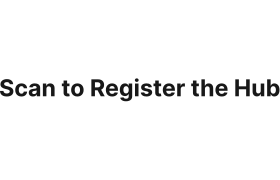 Scan to Register the Hub